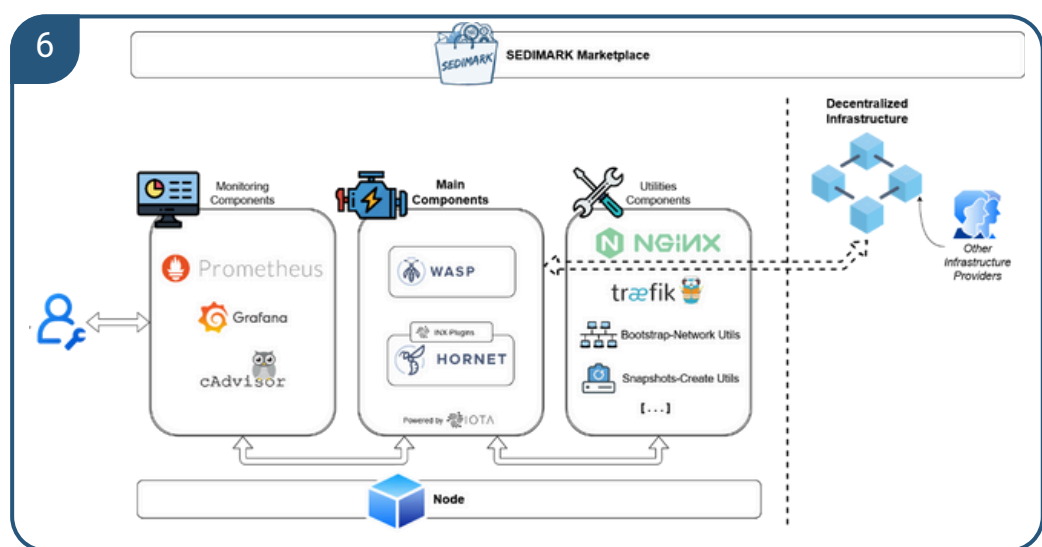 6
SEDIMARK
SEDIMARK Marketplace
Decentralized
Infrastructure
Monitoring
Components
Main
Components
Utilities
Components
Prometheus
Grafana
cAdvisor
WASP
INX Plugins
HORNET
Powered by IOTA
NGINX
træfik
Bootstrap-Network Utils
Snapshots-Create Utils
[...]
Other
Infrastructure
Providers
Node